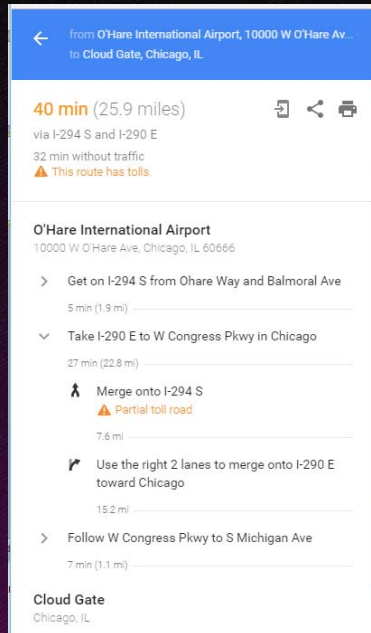 from O'Hare International Airport, 10000 W O'Hare Av...
to Cloud Gate, Chicago, IL
40 min (25.9 miles)
via I-294 S and I-290 E
32 min without traffic
This route has tolls.
O'Hare International Airport
10000 W O'Hare Ave, Chicago, IL 60666
Get on I-294 S from Ohare Way and Balmoral Ave
5 min (1.9 mi)
Take I-290 E to W Congress Pkwy in Chicago
27 min (22.8 mi)
Merge onto I-294 S
Partial toll road
7.6 mi
Use the right 2 lanes to merge onto I-290 E
toward Chicago
15.2 mi
Follow W Congress Pkwy to S Michigan Ave
7 min (1.1 mi)
Cloud Gate
Chicago, IL